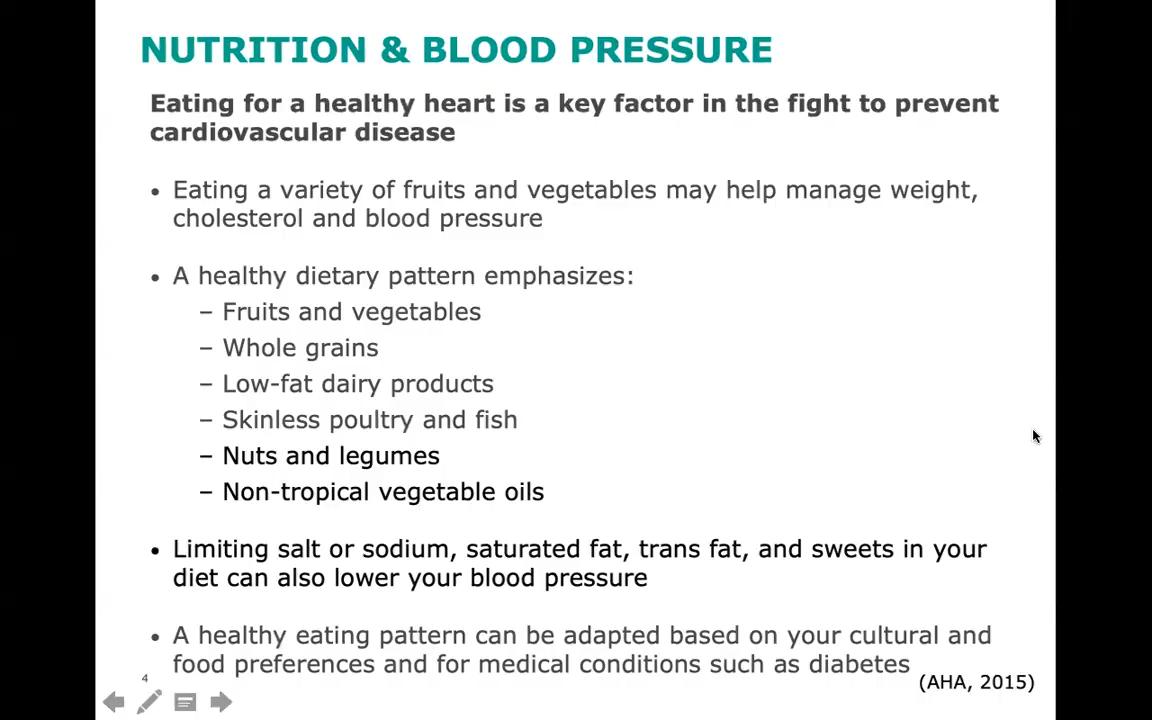 NUTRITION & BLOOD PRESSURE
Eating for a healthy heart is a key factor in the fight to prevent
cardiovascular disease
• Eating a variety of fruits and vegetables may help manage weight,
cholesterol and blood pressure
• A healthy dietary pattern emphasizes:
– Fruits and vegetables
– Whole grains
– Low-fat dairy products
– Skinless poultry and fish
– Nuts and legumes
– Non-tropical vegetable oils
• Limiting salt or sodium, saturated fat, trans fat, and sweets in your
diet can also lower your blood pressure
• A healthy eating pattern can be adapted based on your cultural and
food preferences and for medical conditions such as diabetes
(AHA, 2015)
4